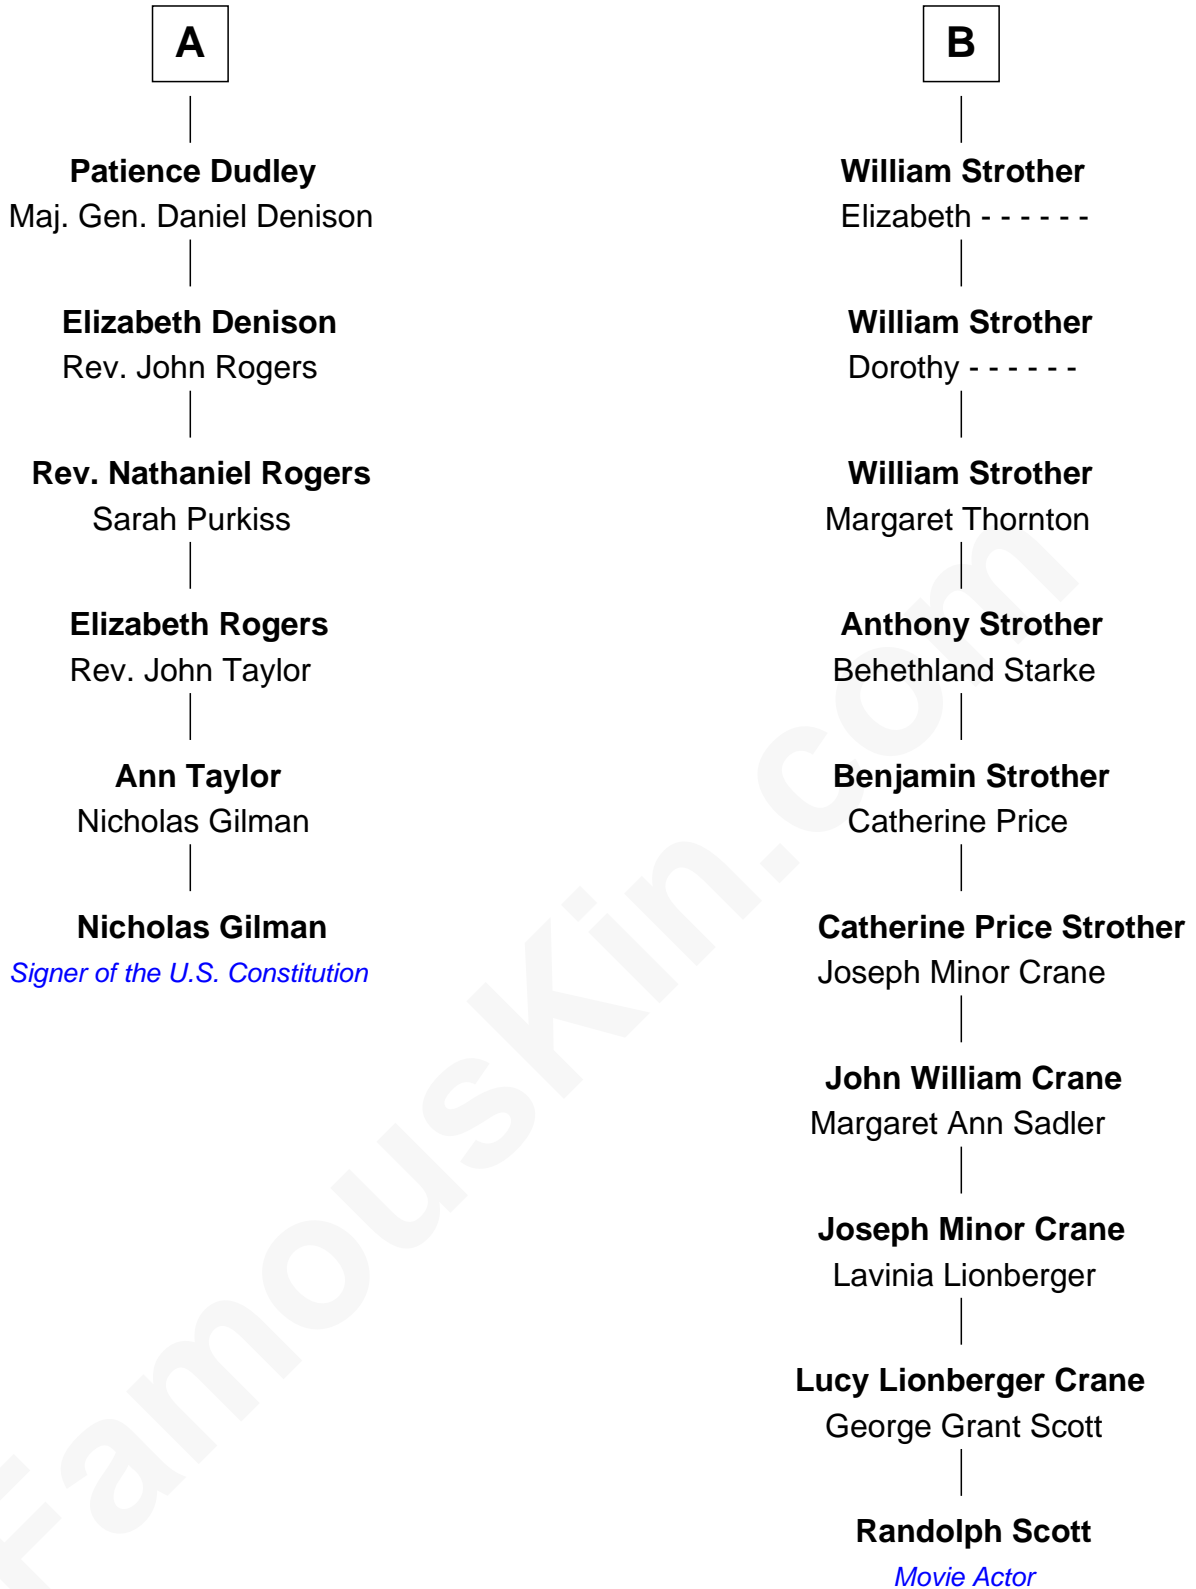 A
Patience Dudley
Maj. Gen. Daniel Denison
Elizabeth Denison
Rev. John Rogers
Rev. Nathaniel Rogers
Sarah Purkiss
Elizabeth Rogers
Rev. John Taylor
Ann Taylor
Nicholas Gilman
Nicholas Gilman
Signer of the U.S. Constitution
B
William Strother
Elizabeth - - - - - -
William Strother
Dorothy - - - - - -
William Strother
Margaret Thornton
Anthony Strother
Behethland Starke
Benjamin Strother
Catherine Price
Catherine Price Strother
Joseph Minor Crane
John William Crane
Margaret Ann Sadler
Joseph Minor Crane
Lavinia Lionberger
Lucy Lionberger Crane
George Grant Scott
Randolph Scott
Movie Actor
FamousKin.com